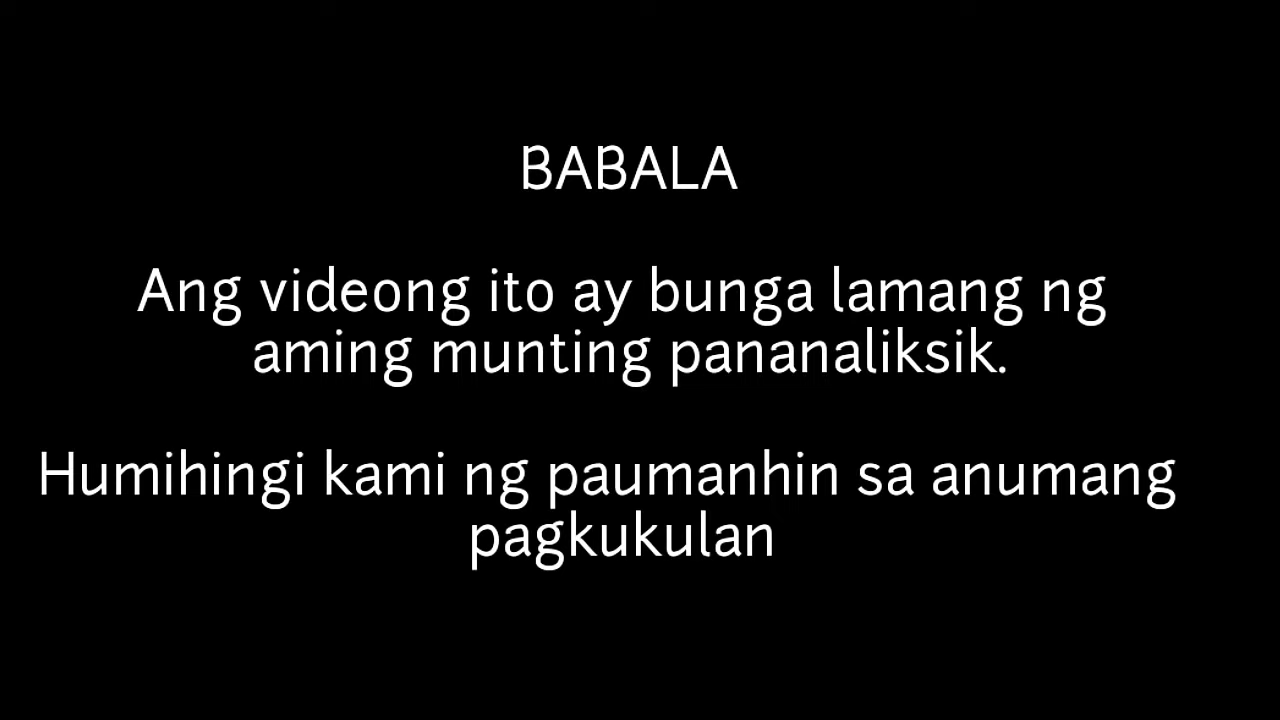 BABALA
Ang videong ito ay bunga lamang ng
aming munting pananaliksik.
Humihingi kami ng paumanhin sa anumang
pagkukulan